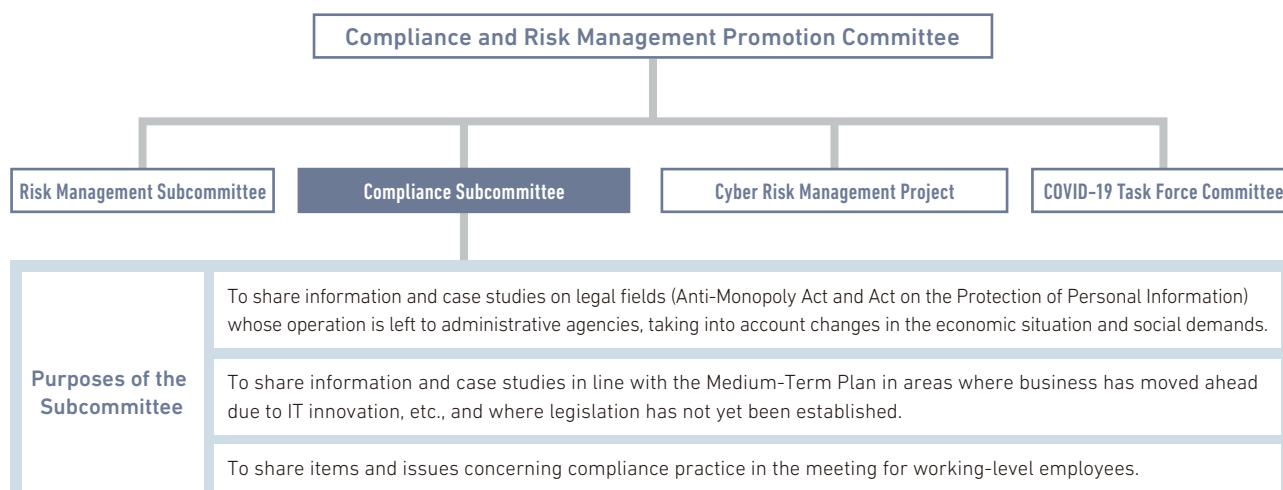 Compliance and Risk Management Promotion Committee
Risk Management Subcommittee
Compliance Subcommittee
Cyber Risk Management Project
COVID-19 Task Force Committee
Purposes of the
Subcommittee
To share information and case studies on legal fields (Anti-Monopoly Act and Act on the Protection of Personal Information)
whose operation is left to administrative agencies, taking into account changes in the economic situation and social demands.
To share information and case studies in line with the Medium-Term Plan in areas where business has moved ahead
due to IT innovation, etc., and where legislation has not yet been established.
To share items and issues concerning compliance practice in the meeting for working-level employees.